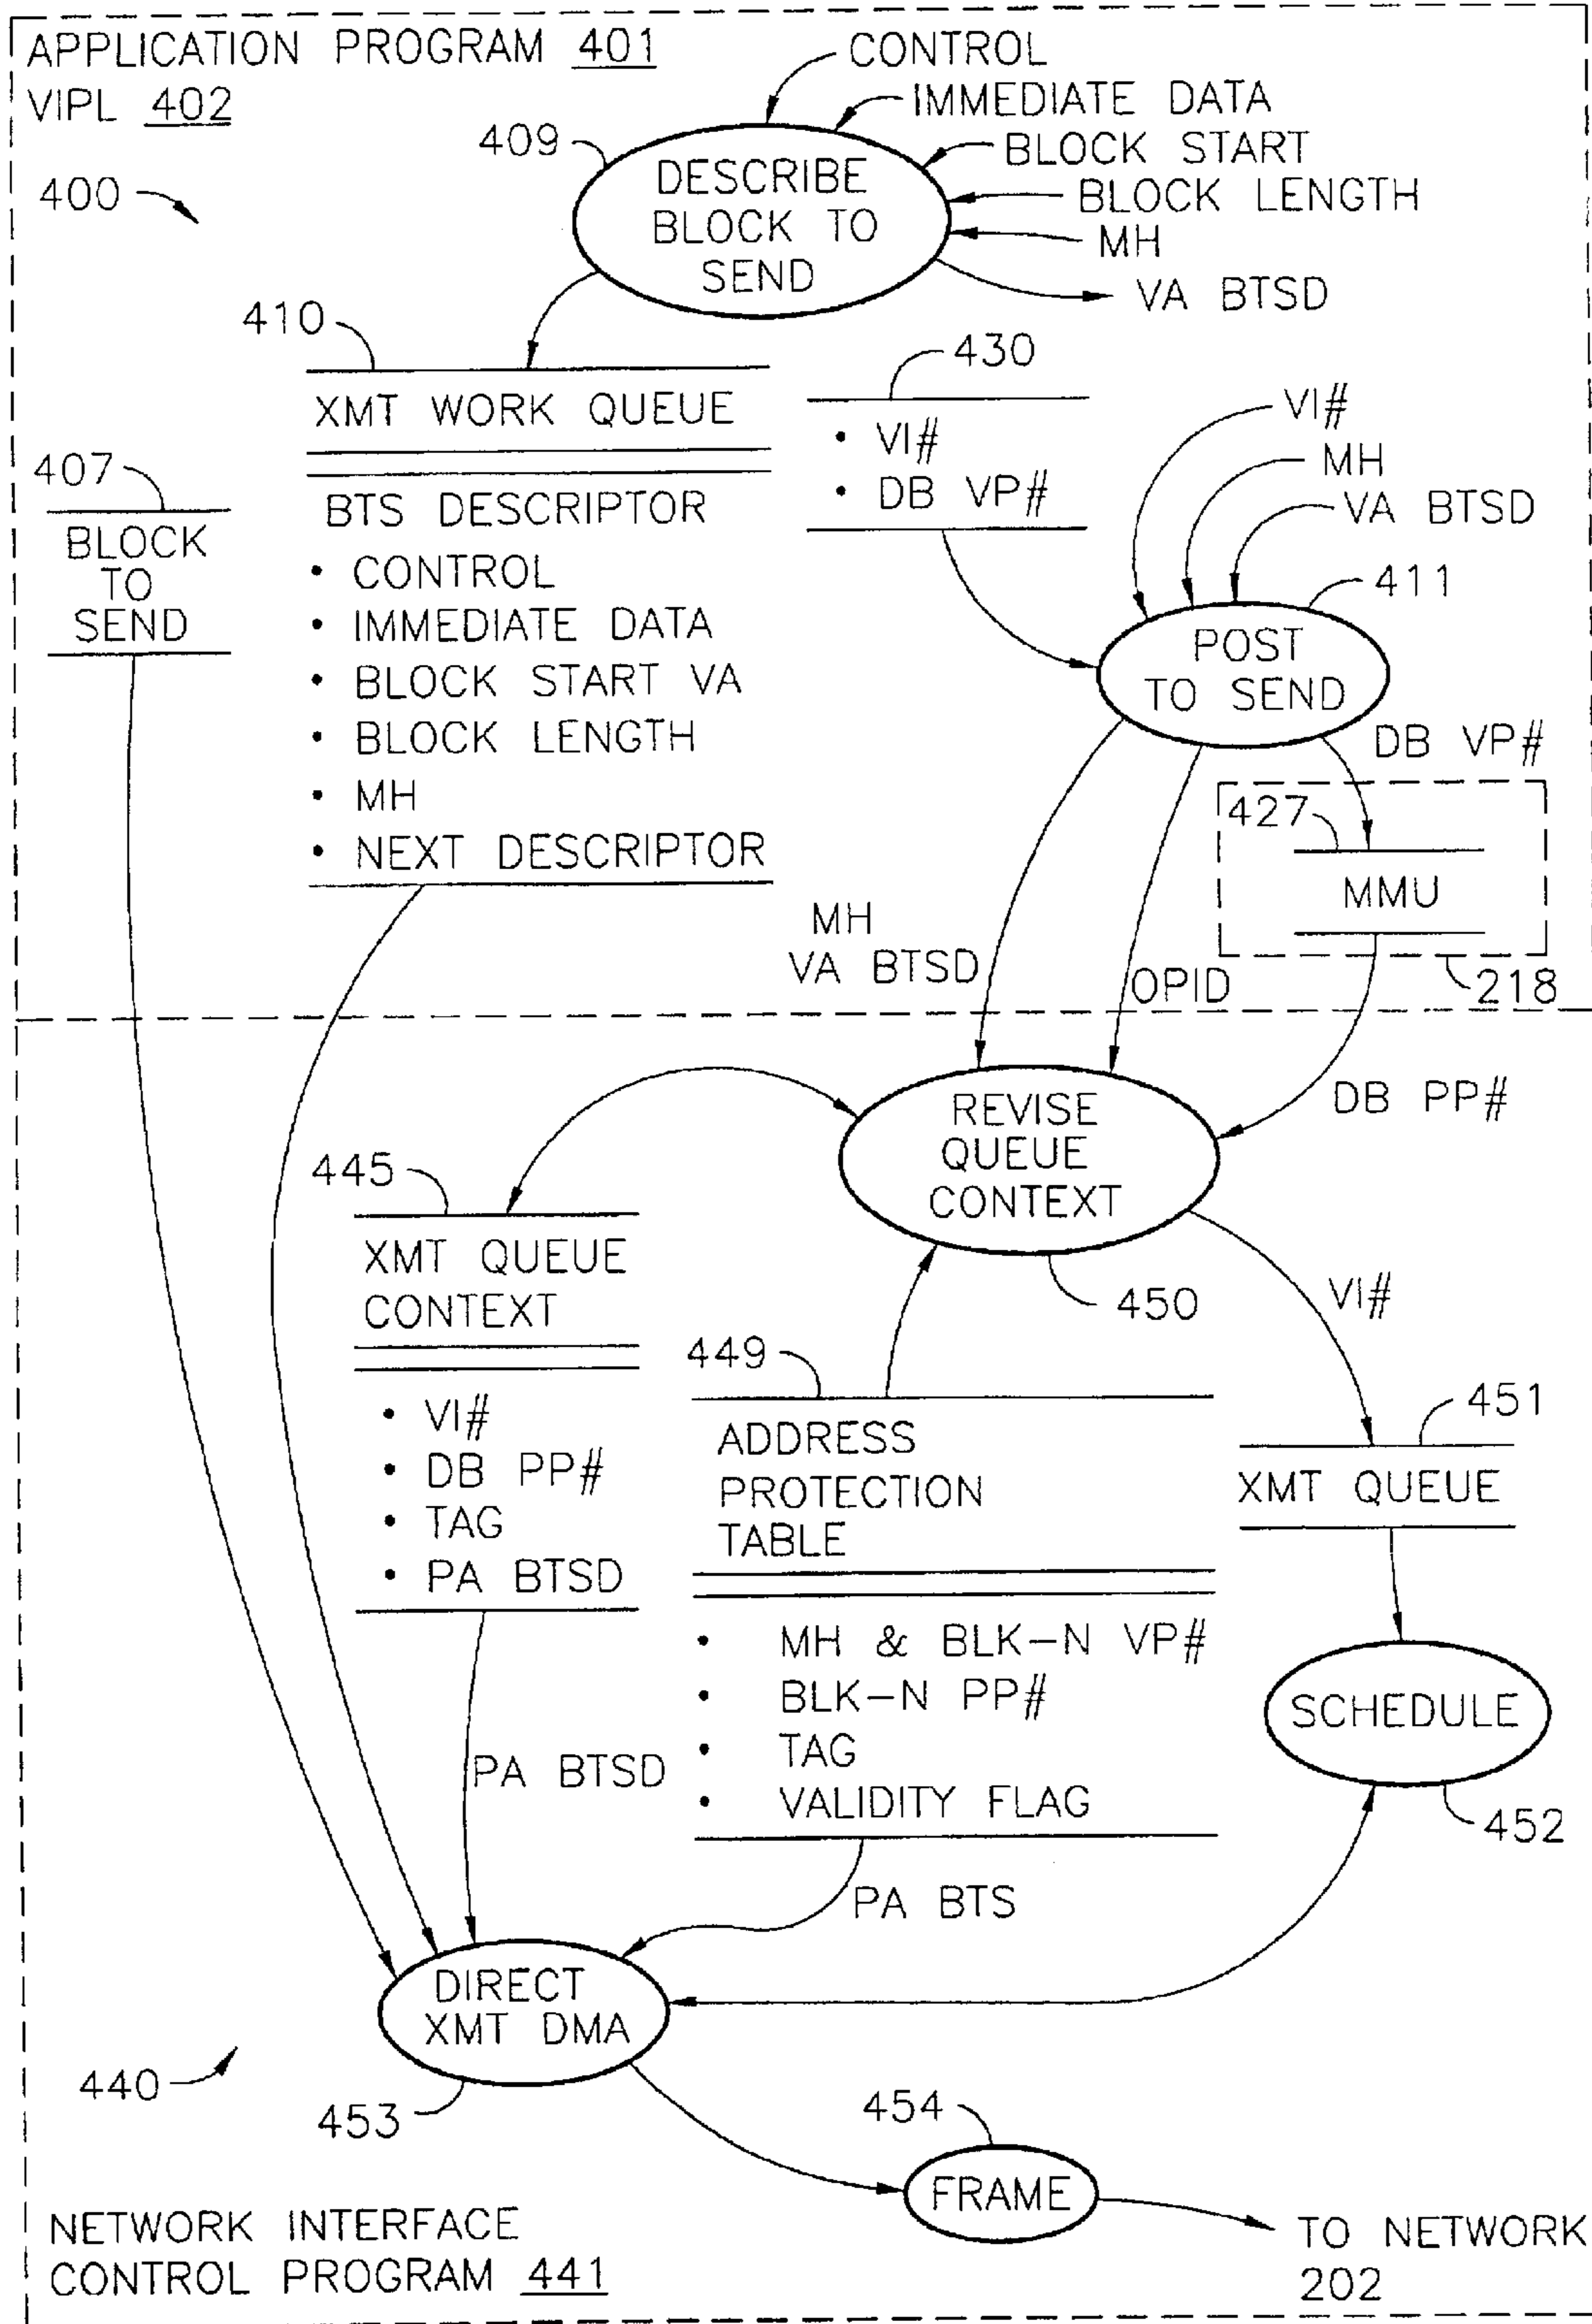 APPLICATION PROGRAM 401
VIPL 402
CONTROL
IMMEDIATE DATA
BLOCK START
BLOCK LENGTH
MH
409
DESCRIBE
BLOCK TO
SEND
VA BTSD
400
410
430
XMT WORK QUEUE
• VI#
• DB VP#
VI#
MH
VA BTSD
407
BLOCK
TO
SEND
BTS DESCRIPTOR
• CONTROL
• IMMEDIATE DATA
• BLOCK START VA
• BLOCK LENGTH
• MH
• NEXT DESCRIPTOR
411
POST
TO SEND
DB VP#
427
MMU
218
MH
VA BTSD
OPID
DB PP#
REVISE
QUEUE
CONTEXT
450
445
XMT QUEUE
CONTEXT
• VI#
• DB PP#
• TAG
• PA BTSD
449
ADDRESS
PROTECTION
TABLE
• MH & BLK-N VP#
• BLK-N PP#
• TAG
• VALIDITY FLAG
VI#
451
XMT QUEUE
SCHEDULE
452
PA BTSD
PA BTS
DIRECT
XMT DMA
453
440
454
FRAME
TO NETWORK
202
NETWORK INTERFACE
CONTROL PROGRAM 441